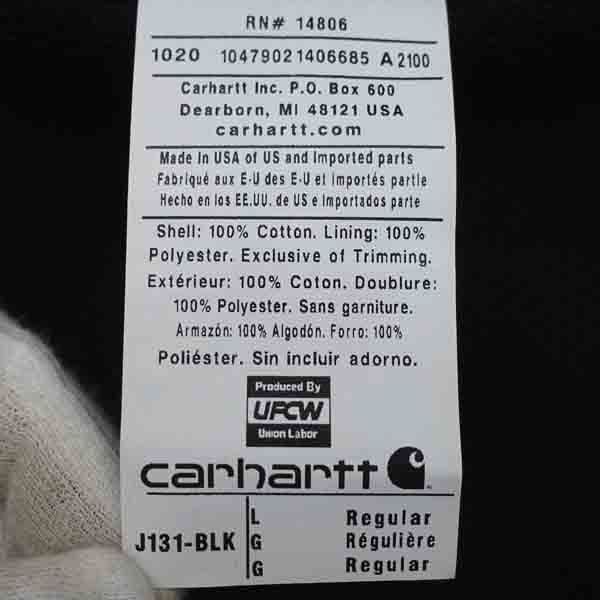 RN# 14806
1020 10479021406685 A 2100
Carhartt Inc. P.O. Box 600
Dearborn, MI 48121 USA
carhartt.com
Made in USA of US and Imported parts
Fabriqué aux E-U des E-U et importés partie
Hecho en los EE.UU. de US e Importados parte
Shell: 100% Cotton. Lining: 100%
Polyester. Exclusive of Trimming.
Extérieur: 100% Coton. Doublure:
100% Polyester. Sans garniture.
Armazón: 100% Algodón. Forro: 100%
Poliéster. Sin incluir adorno.
Produced By
UFCW
Union Labor
carhartt
J131-BLK
L Regular
G Régulière
G Regular